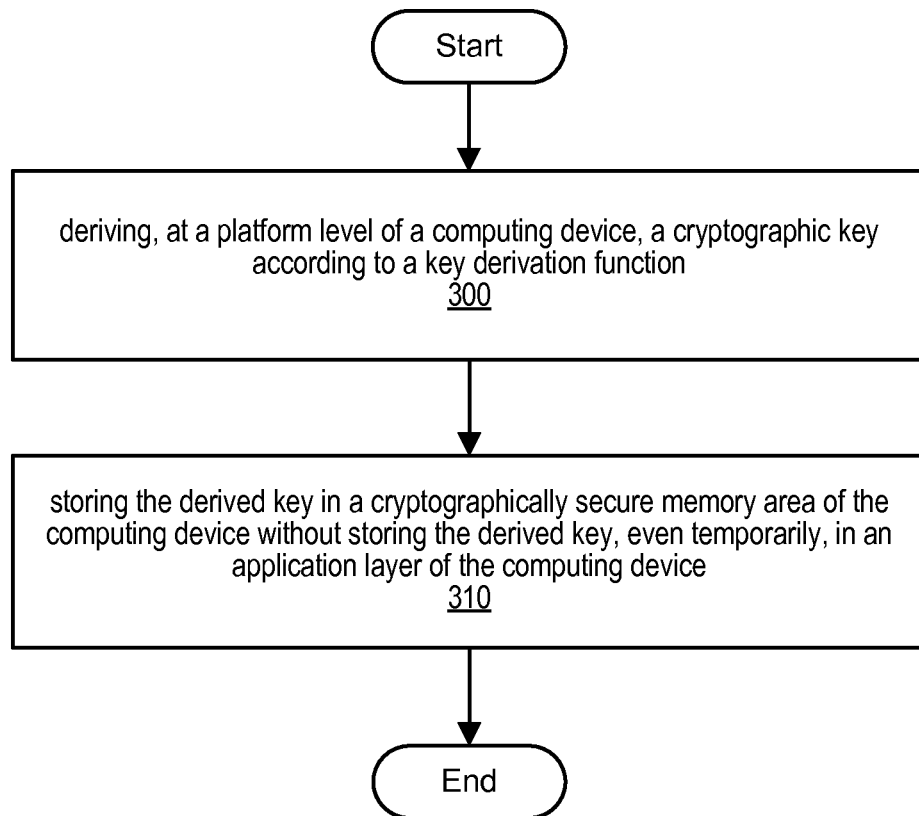 Start
deriving, at a platform level of a computing device, a cryptographic key
according to a key derivation function
300
storing the derived key in a cryptographically secure memory area of the
computing device without storing the derived key, even temporarily, in an
application layer of the computing device
310
End